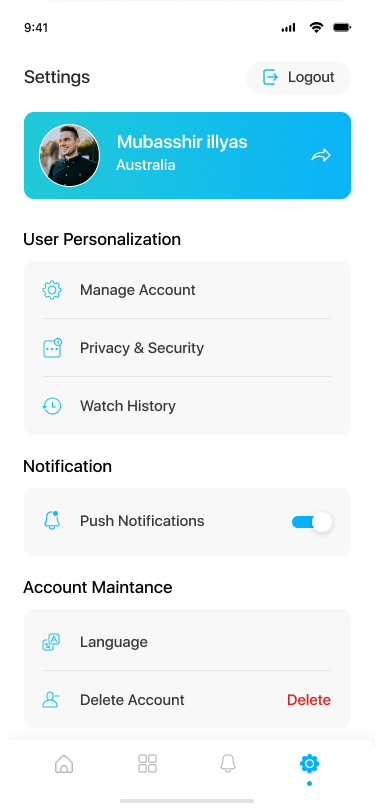 9:41
Settings
Logout
Mubasshir illyas
Australia
User Personalization
Manage Account
Privacy & Security
Watch History
Notification
Push Notifications
Account Maintance
Language
Delete Account
Delete